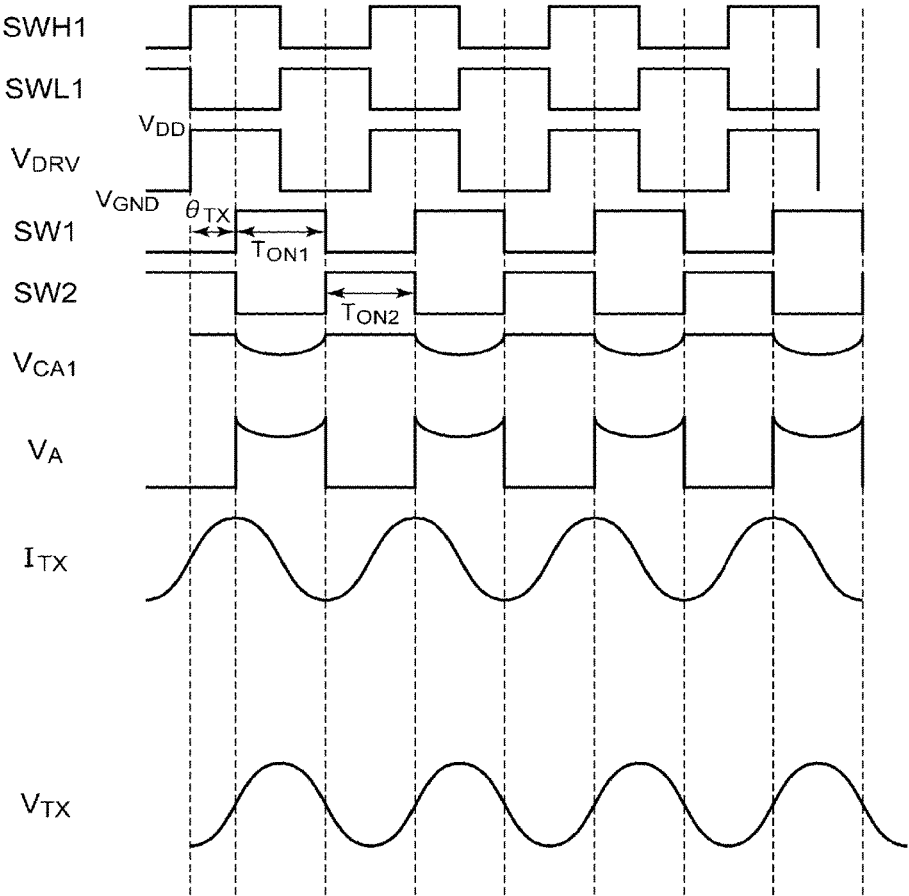 SWH1
SWL1
VDD
VDRV
VGND
θTX
SW1
TON1
SW2
TON2
VCA1
VA
ITX
VTX